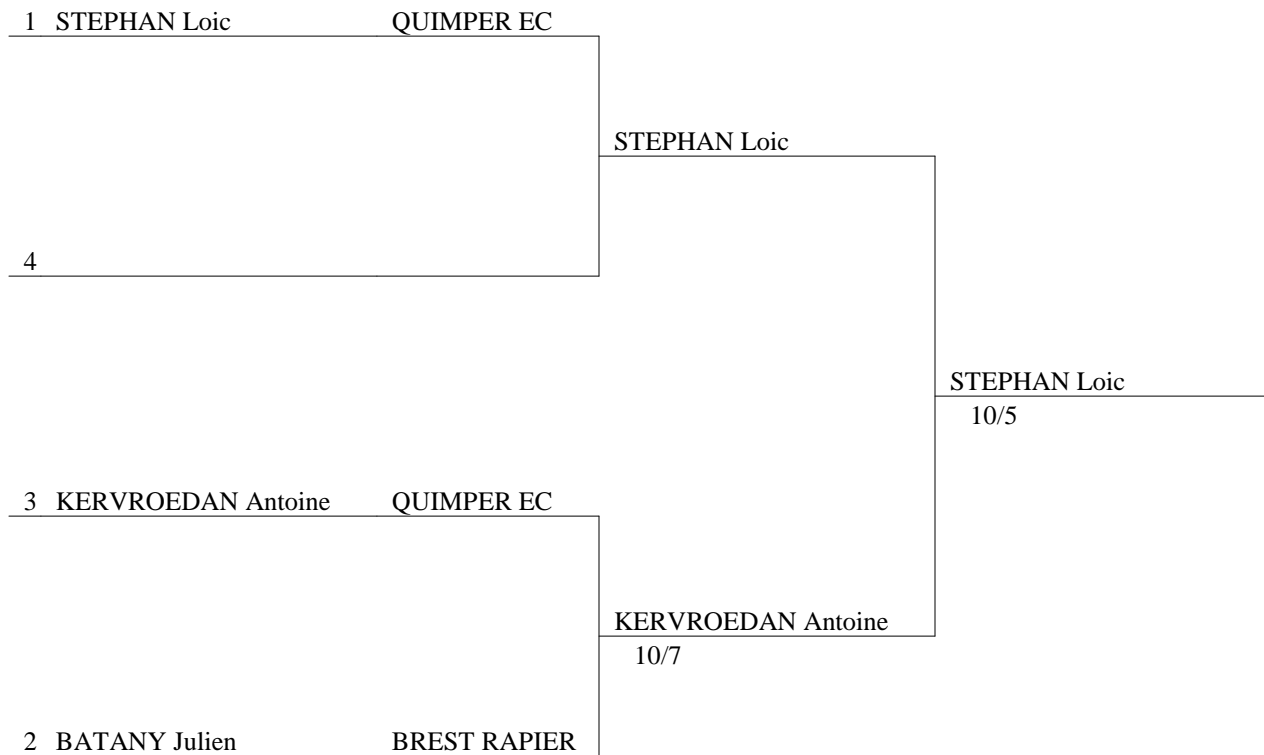 1 STEPHAN Loic QUIMPER EC
STEPHAN Loic
4
STEPHAN Loic
10/5
3 KERVROEDAN Antoine QUIMPER EC
KERVROEDAN Antoine
10/7
2 BATANY Julien BREST RAPIER